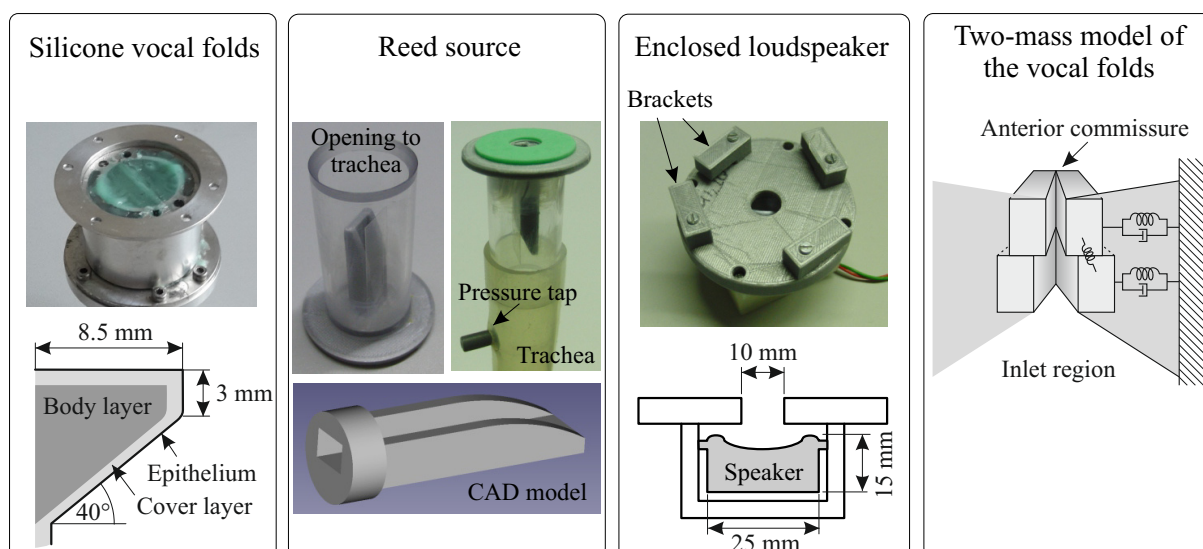 Silicone vocal folds
8.5 mm
3 mm
Body layer
Epithelium
Cover layer
40°
Reed source
Opening to
trachea
Pressure tap
Trachea
CAD model
Enclosed loudspeaker
Brackets
10 mm
Speaker
15 mm
25 mm
Two-mass model of
the vocal folds
Anterior commissure
Inlet region